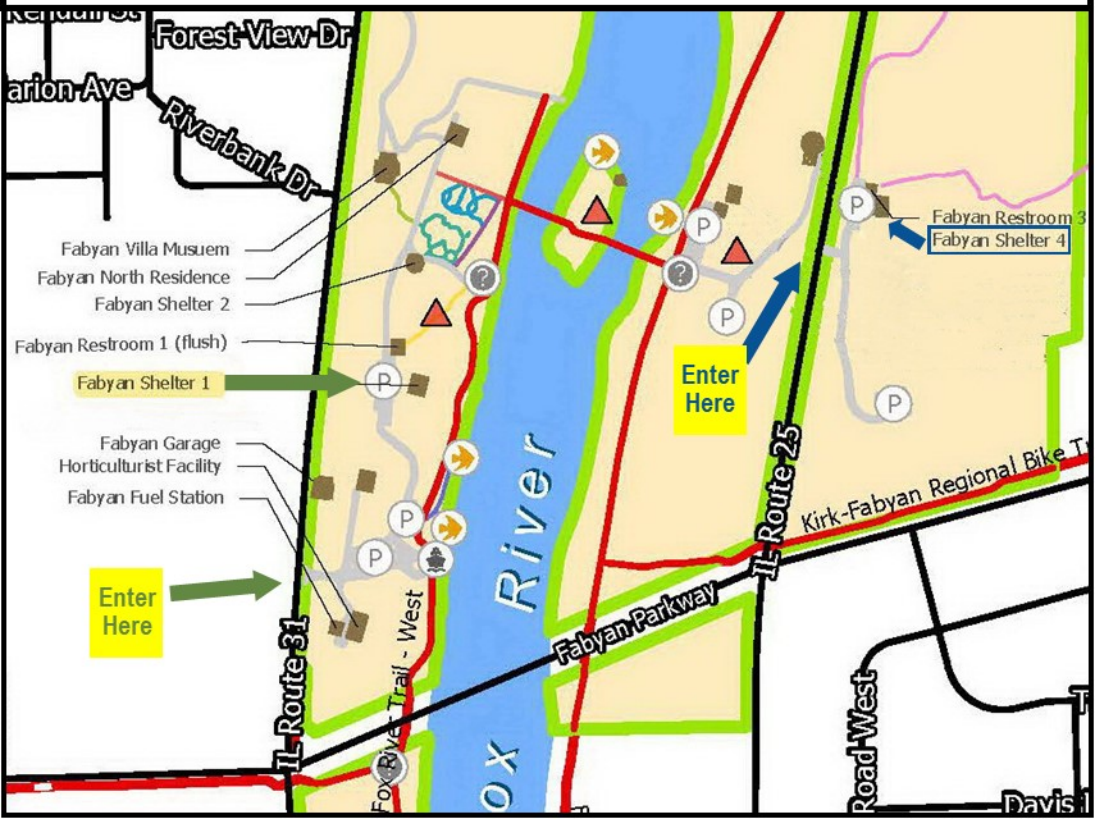 Kendall St
Forest View Dr
arion Ave
Riverbank Dr
Fabyan Villa Musuem
Fabyan North Residence
Fabyan Shelter 2
Fabyan Restroom 1 (flush)
Fabyan Shelter 1
Fabyan Garage
Horticulturist Facility
Fabyan Fuel Station
Enter
Here
IL Route 31
Fox River Trail - West
?
P
P
P
River
ox
Fabyan Parkway
?
P
P
Enter
Here
IL Route 25
P
Fabyan Restroom 3
Fabyan Shelter 4
P
Kirk-Fabyan Regional Bike Tr
Road West
T
Davis
?